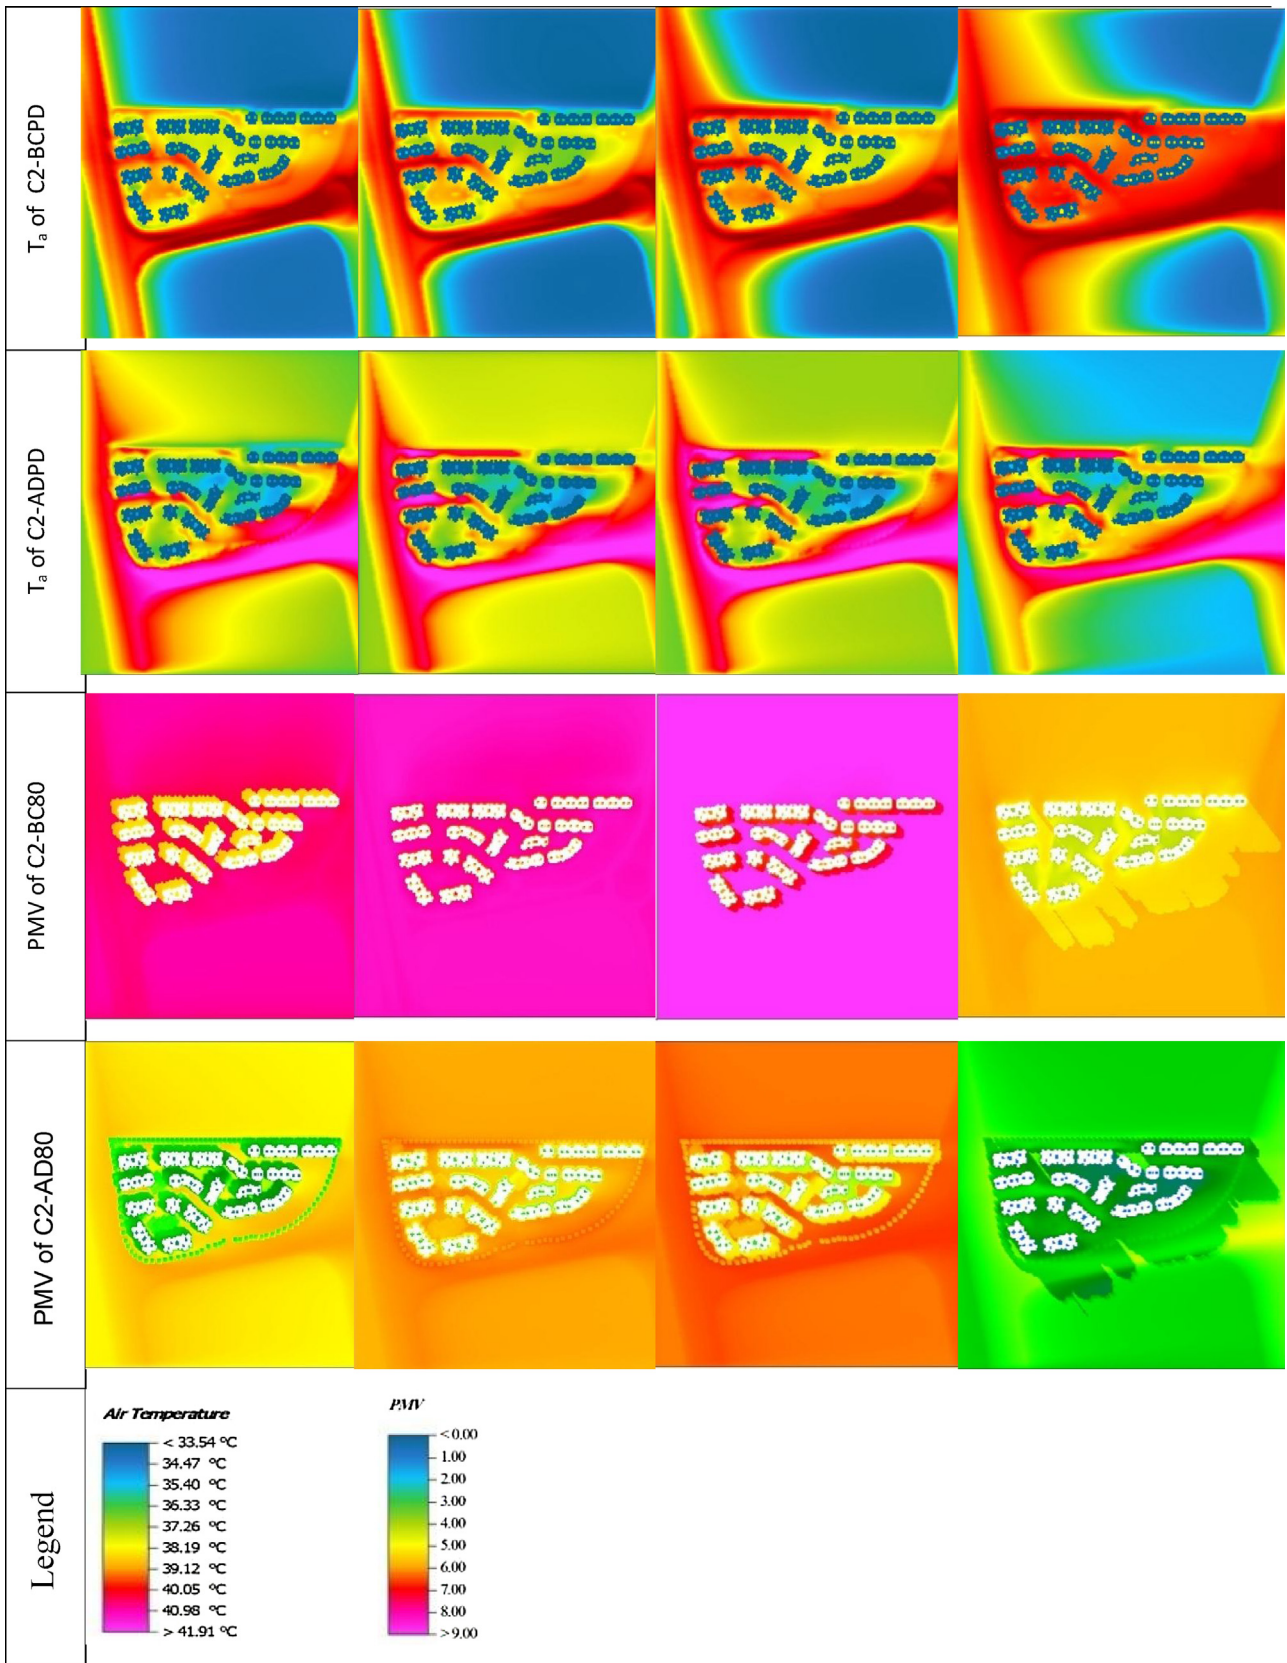 Tₐ of C2-BCPD
Tₐ of C2-ADPD
PMV of C2-BC80
PMV of C2-AD80
Legend
Air Temperature
< 33.54 °C
34.47 °C
35.40 °C
36.33 °C
37.26 °C
38.19 °C
39.12 °C
40.05 °C
40.98 °C
> 41.91 °C
PMV
< 0.00
1.00
2.00
3.00
4.00
5.00
6.00
7.00
8.00
> 9.00